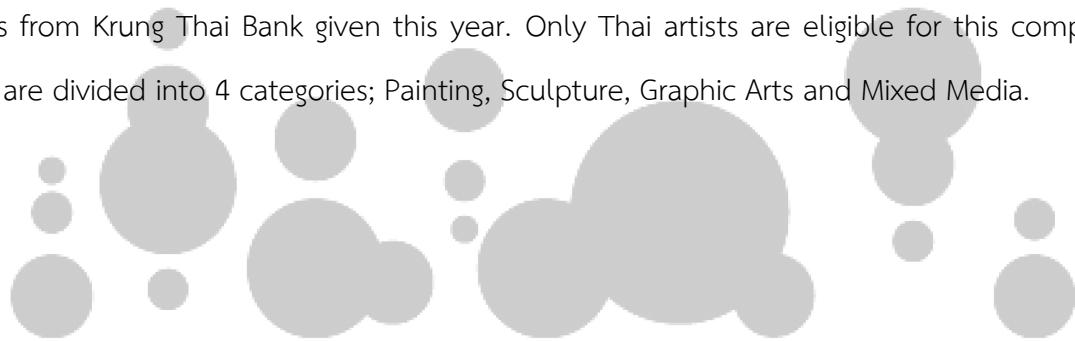 from Krung Thai Bank given this year. Only Thai artists are eligible for this
are divided into 4 categories; Painting, Sculpture, Graphic Arts and Mixed Media.